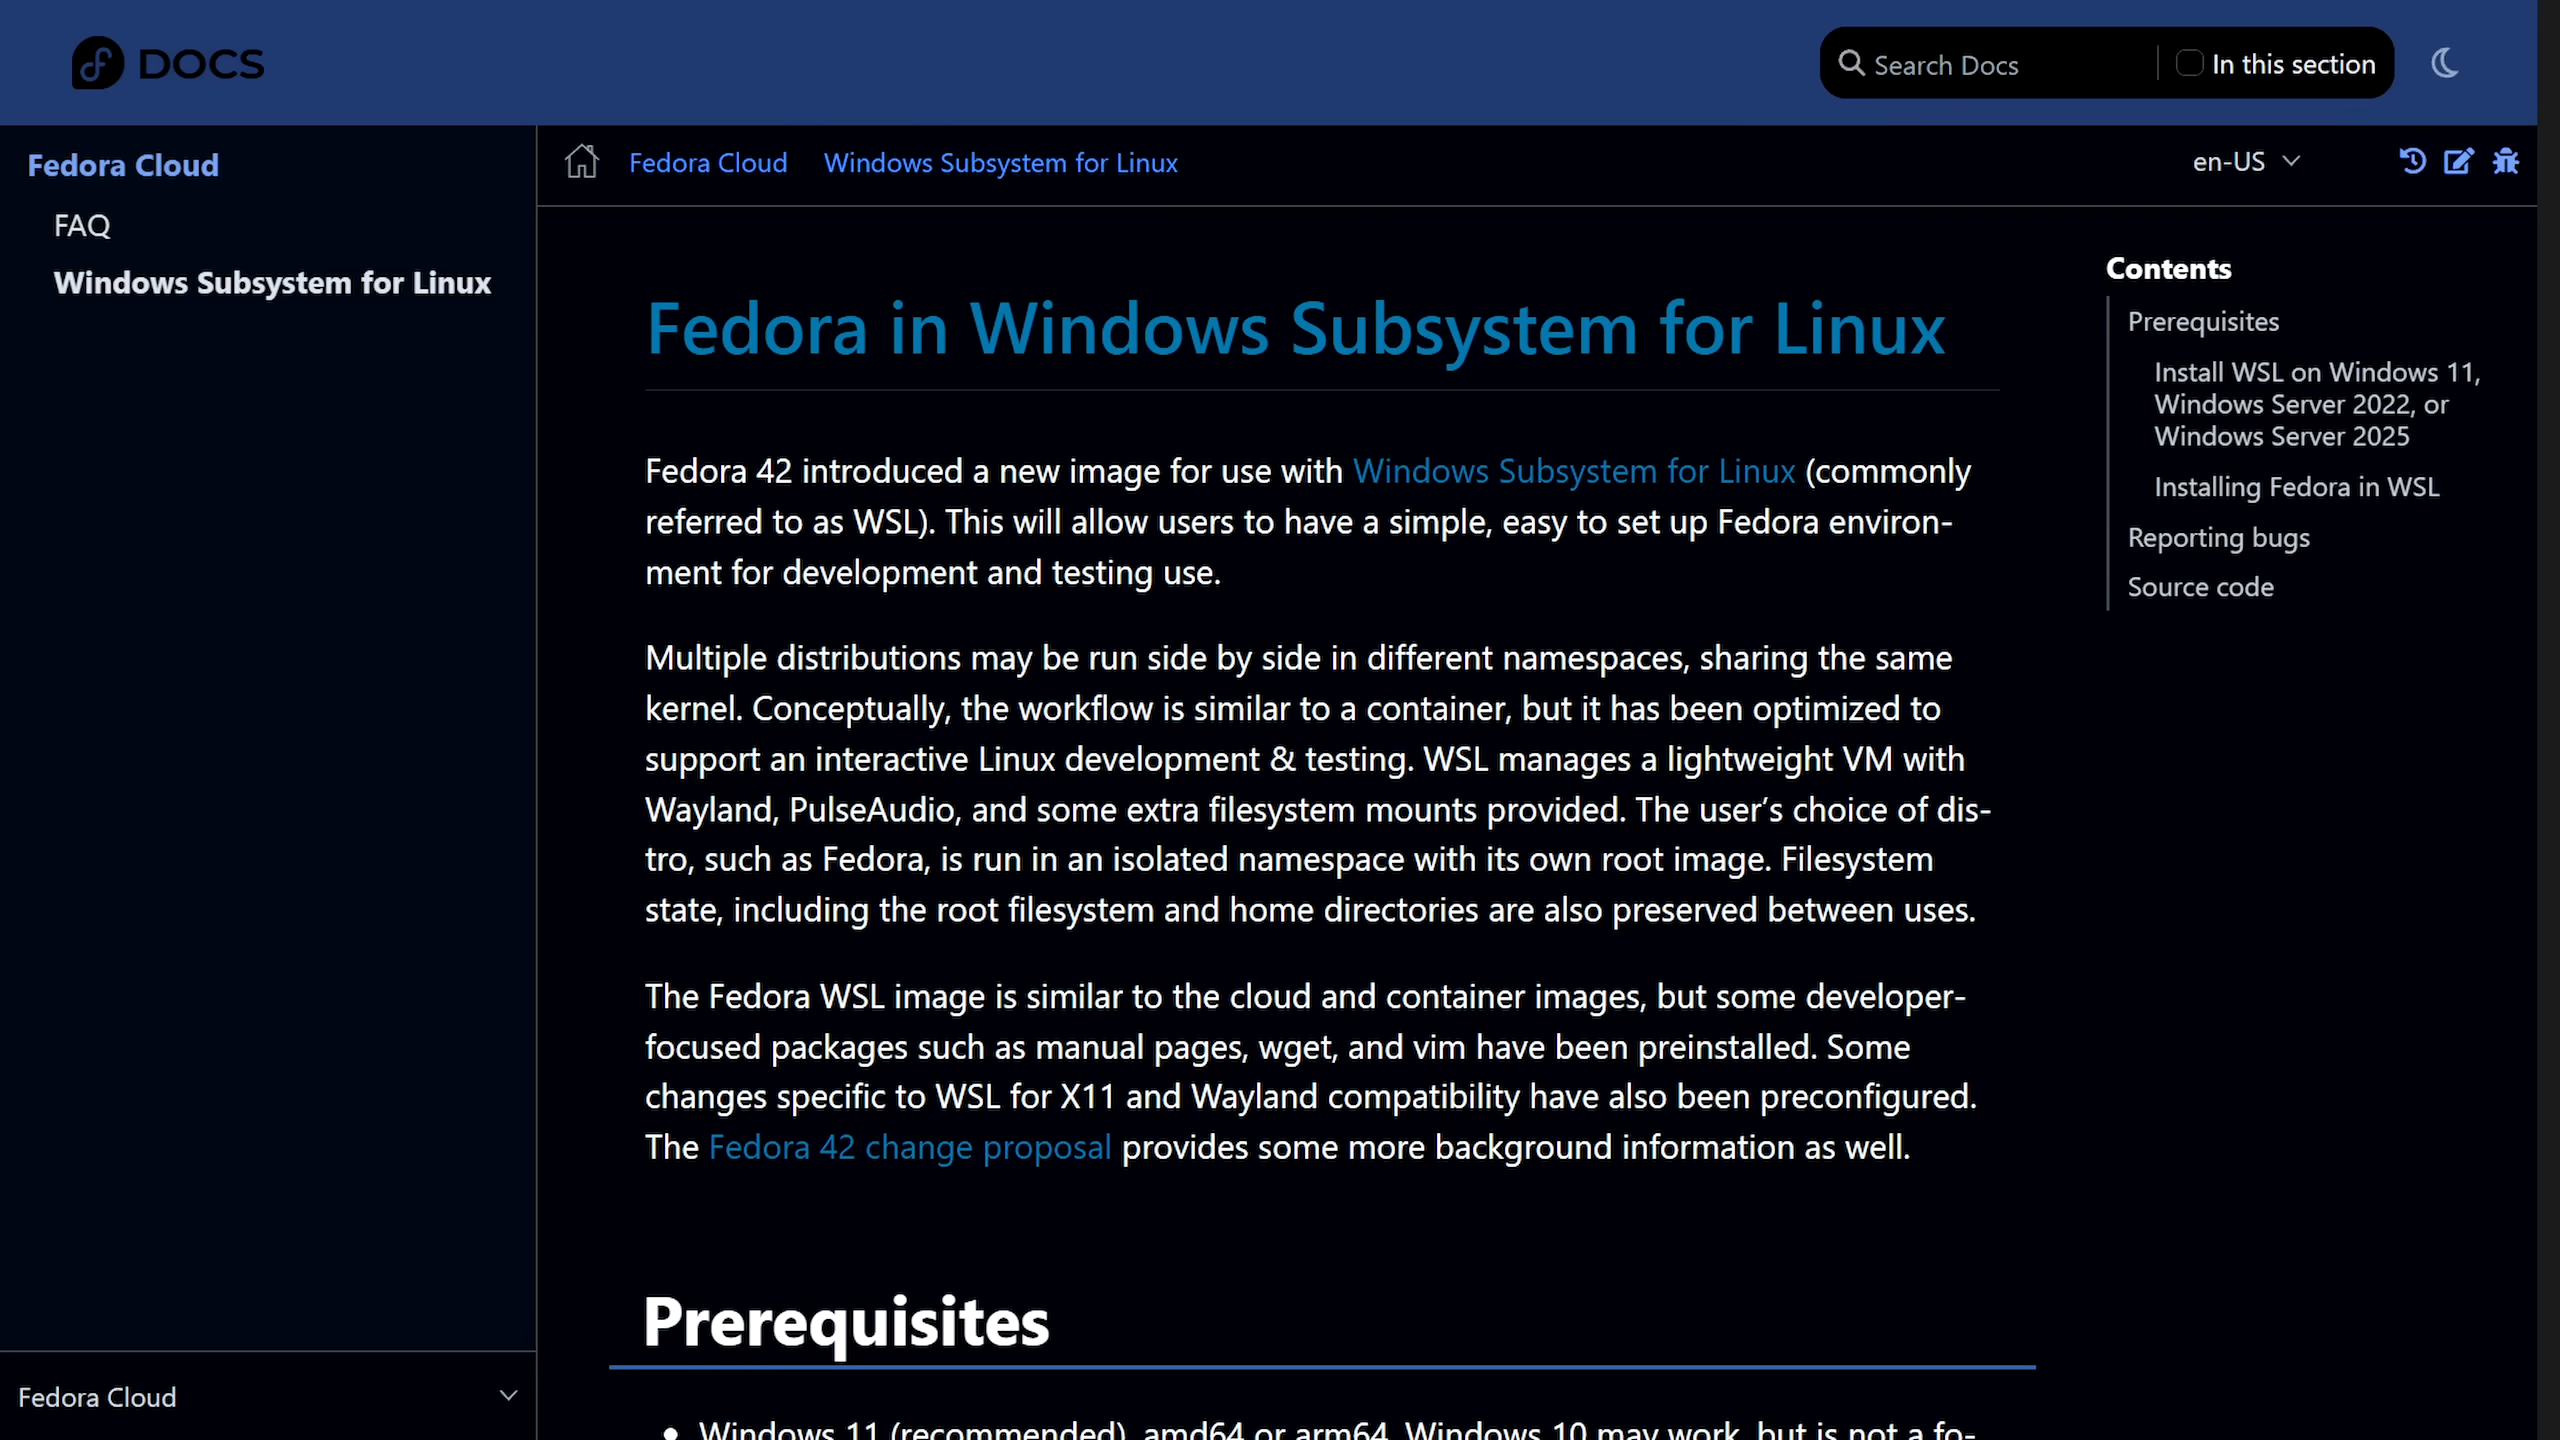 DOCS
Search Docs
In this section
Fedora Cloud
FAQ
Windows Subsystem for Linux
Fedora Cloud
Fedora Cloud
Windows Subsystem for Linux
en-US
Fedora in Windows Subsystem for Linux
Fedora 42 introduced a new image for use with Windows Subsystem for Linux (commonly
referred to as WSL). This will allow users to have a simple, easy to set up Fedora environ-
ment for development and testing use.
Multiple distributions may be run side by side in different namespaces, sharing the same
kernel. Conceptually, the workflow is similar to a container, but it has been optimized to
support an interactive Linux development & testing. WSL manages a lightweight VM with
Wayland, PulseAudio, and some extra filesystem mounts provided. The user’s choice of dis-
tro, such as Fedora, is run in an isolated namespace with its own root image. Filesystem
state, including the root filesystem and home directories are also preserved between uses.
The Fedora WSL image is similar to the cloud and container images, but some developer-
focused packages such as manual pages, wget, and vim have been preinstalled. Some
changes specific to WSL for X11 and Wayland compatibility have also been preconfigured.
The Fedora 42 change proposal provides some more background information as well.
Prerequisites
Windows 11 (recommended), amd64 or arm64. Windows 10 may work, but is not a fo-
Contents
Prerequisites
Install WSL on Windows 11,
Windows Server 2022, or
Windows Server 2025
Installing Fedora in WSL
Reporting bugs
Source code